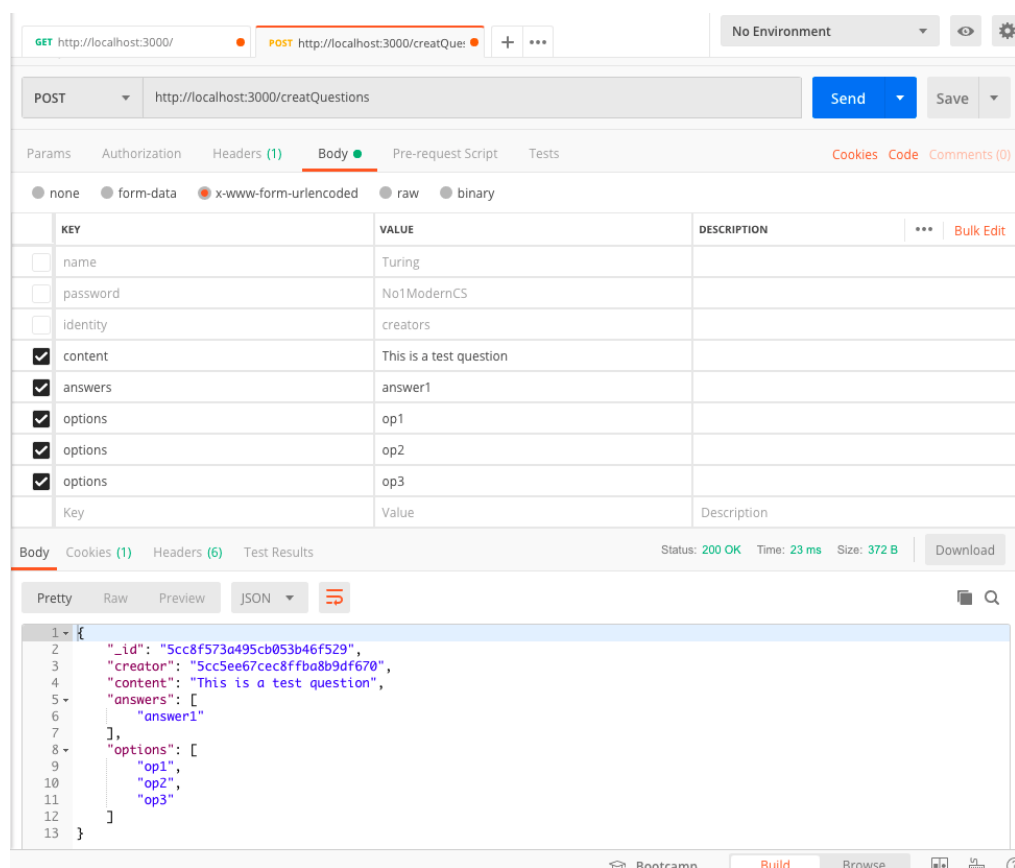 GET http://localhost:3000/
POST http://localhost:3000/creatQue
No Environment
POST http://localhost:3000/creatQuestions Send Save
Params Authorization Headers (1) Body Pre-request Script Tests Cookies Code Comments (0)
none form-data x-www-form-urlencoded raw binary
KEY VALUE DESCRIPTION ••• Bulk Edit
name Turing
password No1ModernCS
identity creators
content This is a test question
answers answer1
options op1
options op2
options op3
Key Value Description
Body Cookies (1) Headers (6) Test Results Status: 200 OK Time: 23 ms Size: 372 B Download
Pretty Raw Preview JSON
1 {
2 "_id": "5cc8f573a495cb053b46f529",
3 "creator": "5cc5ee67cec8ffba8b9df670",
4 "content": "This is a test question",
5 "answers": [
6 "answer1"
7 ],
8 "options": [
9 "op1",
10 "op2",
11 "op3"
12 ]
13 }
Bootcamp Build Browse